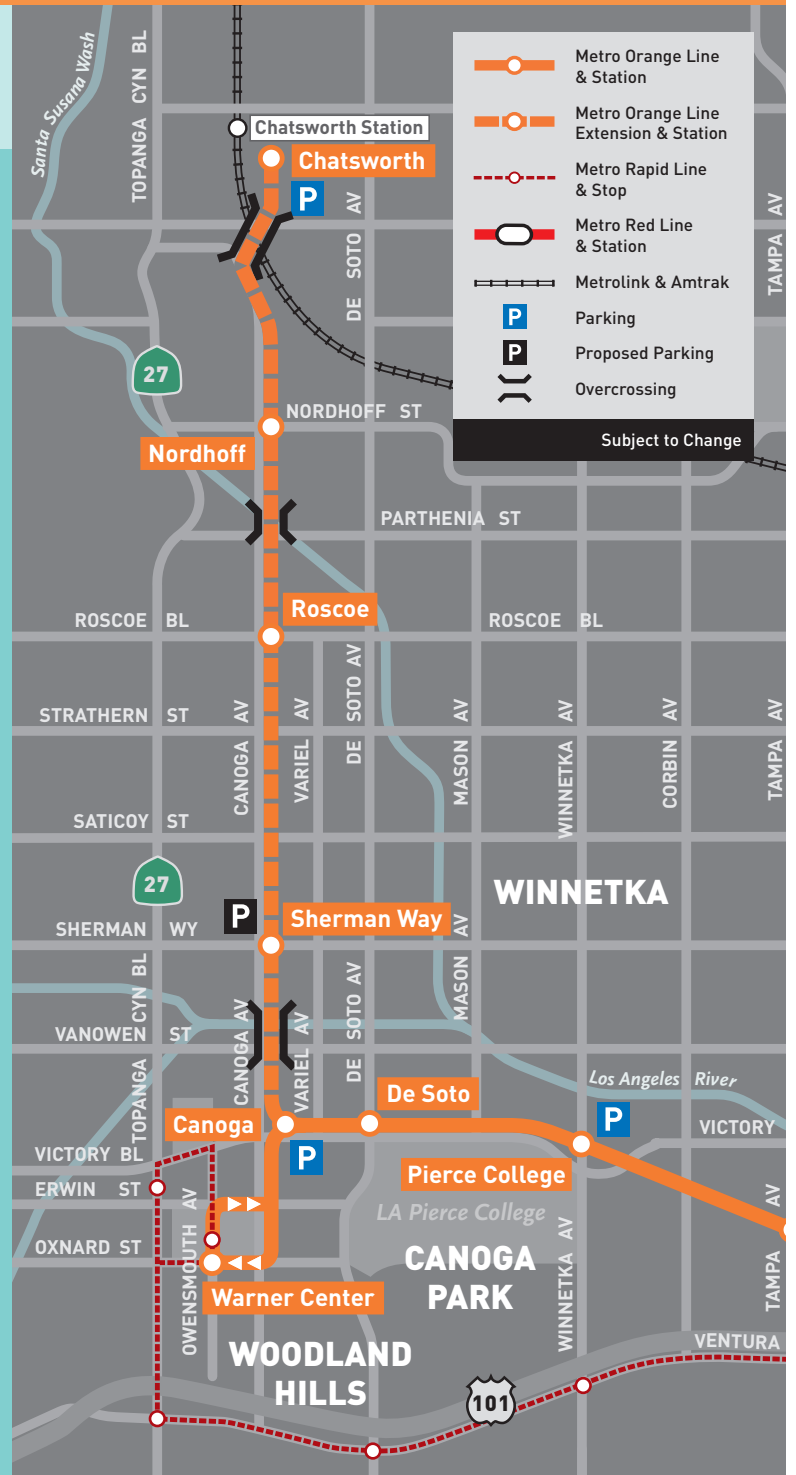 Santa Susana Wash
TOPANGA CYN BL
Chatsworth Station
Chatsworth
P
DE SOTO AV
TAMPA AV
Metro Orange Line
& Station
Metro Orange Line
Extension & Station
Metro Rapid Line
& Stop
Metro Red Line
& Station
Metrolink & Amtrak
P
Parking
P
Proposed Parking
Overcrossing
Subject to Change
27
NORDHOFF ST
Nordhoff
PARTHENIA ST
Roscoe
ROSCOE BL
ROSCOE BL
STRATHERN ST
CANOGA AV
VARIEL AV
DE SOTO AV
MASON AV
WINNETKA AV
CORBIN AV
TAMPA AV
SATICOY ST
27
WINNETKA
P
Sherman Way
SHERMAN WY
TOPANGA CYN BL
CANOGA AV
VARIEL AV
DE SOTO AV
MASON AV
VANOWEN ST
Los Angeles River
De Soto
Canoga
P
P
VICTORY
VICTORY BL
Pierce College
ERWIN ST
LA Pierce College
OWENSMOUTH AV
OXNARD ST
CANOGA
PARK
WINNETKA AV
TAMPA AV
Warner Center
WOODLAND
HILLS
VENTURA
101